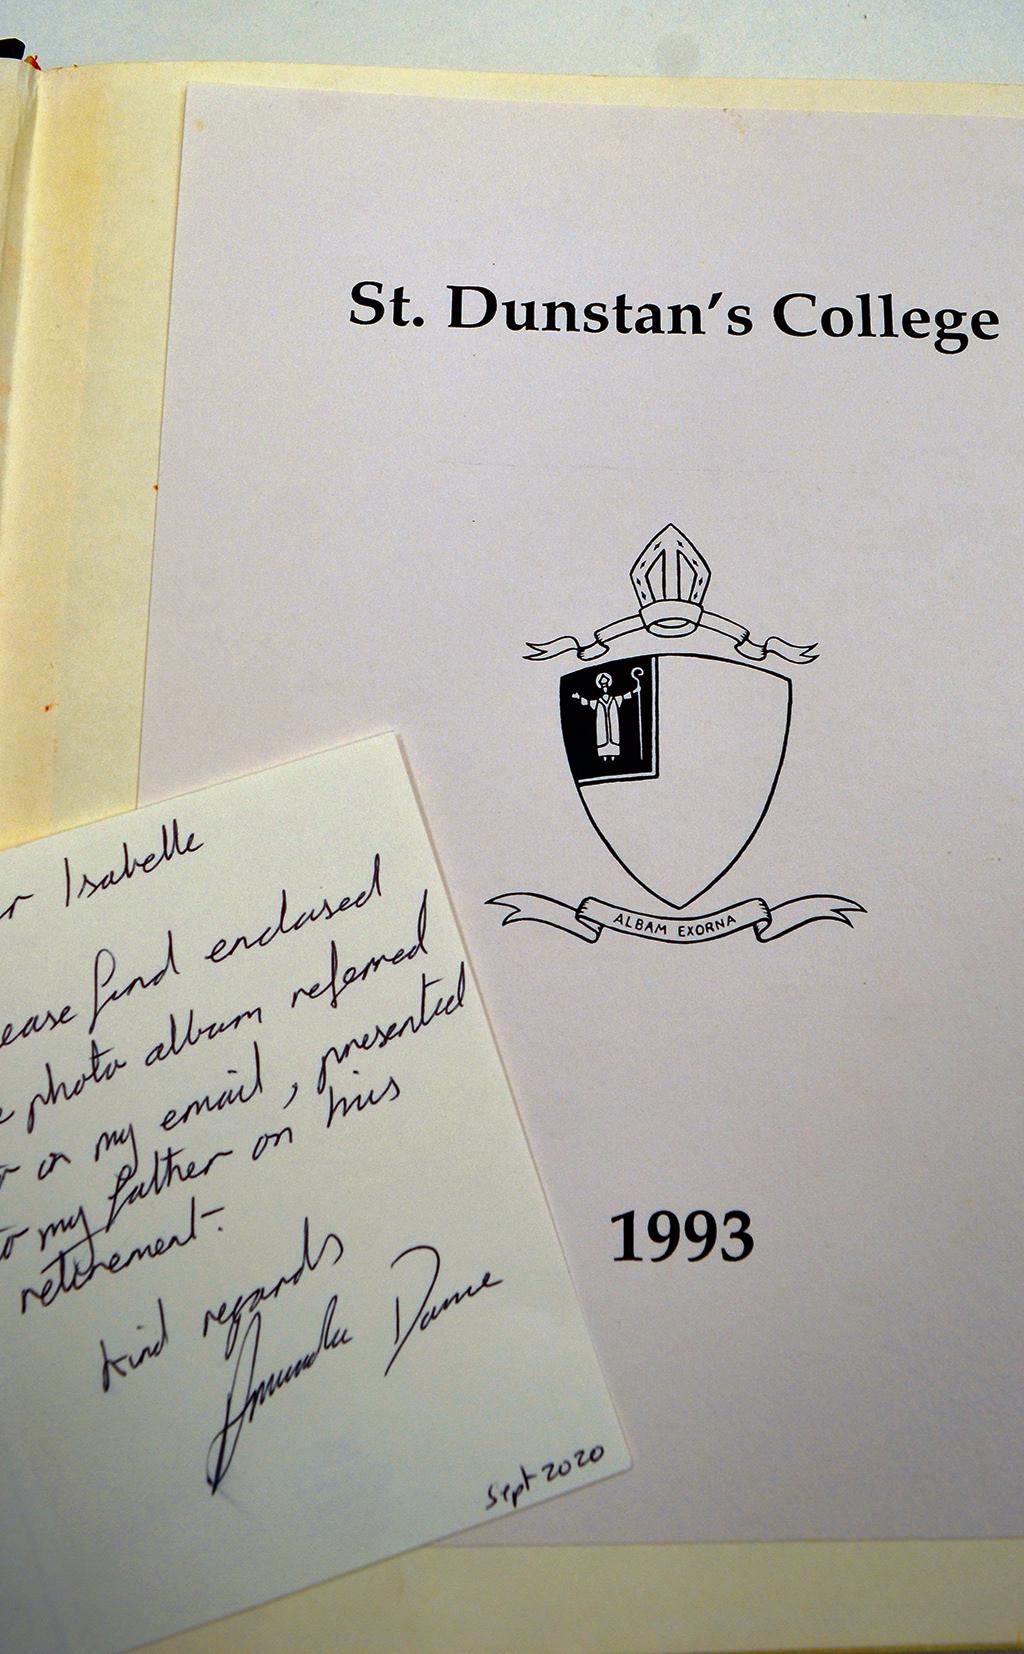 St. Dunstan's College
ALBAM EXORNA
1993
r Isabelle
ease find enclosed
photo album referred
on my email, presented
to my father on his
retirement.
Kind regards
Amanda
Sept 2020